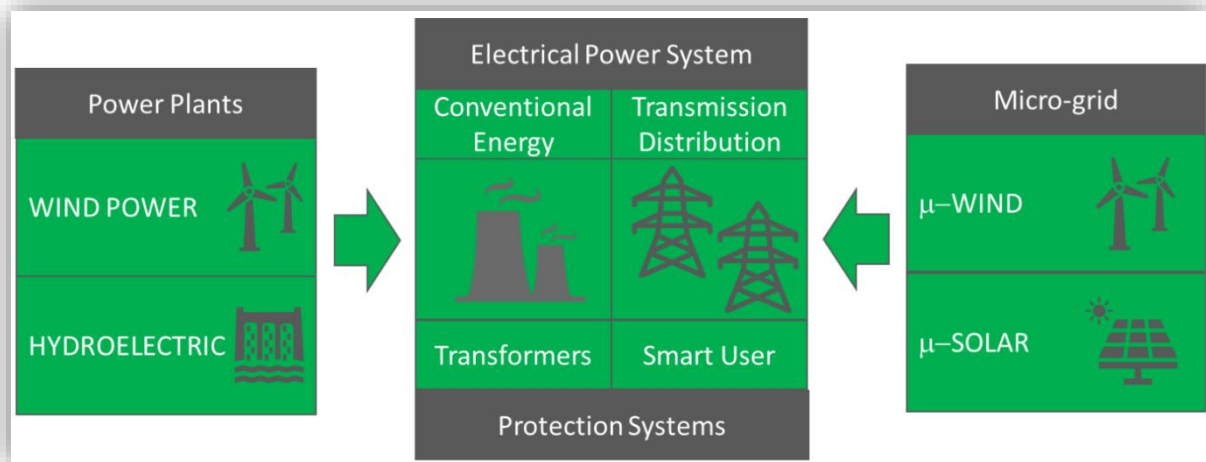 Power Plants
WIND POWER
HYDROELECTRIC
Electrical Power System
Conventional
Energy
Transmission
Distribution
Transformers
Smart User
Protection Systems
Micro-grid
μ–WIND
μ–SOLAR